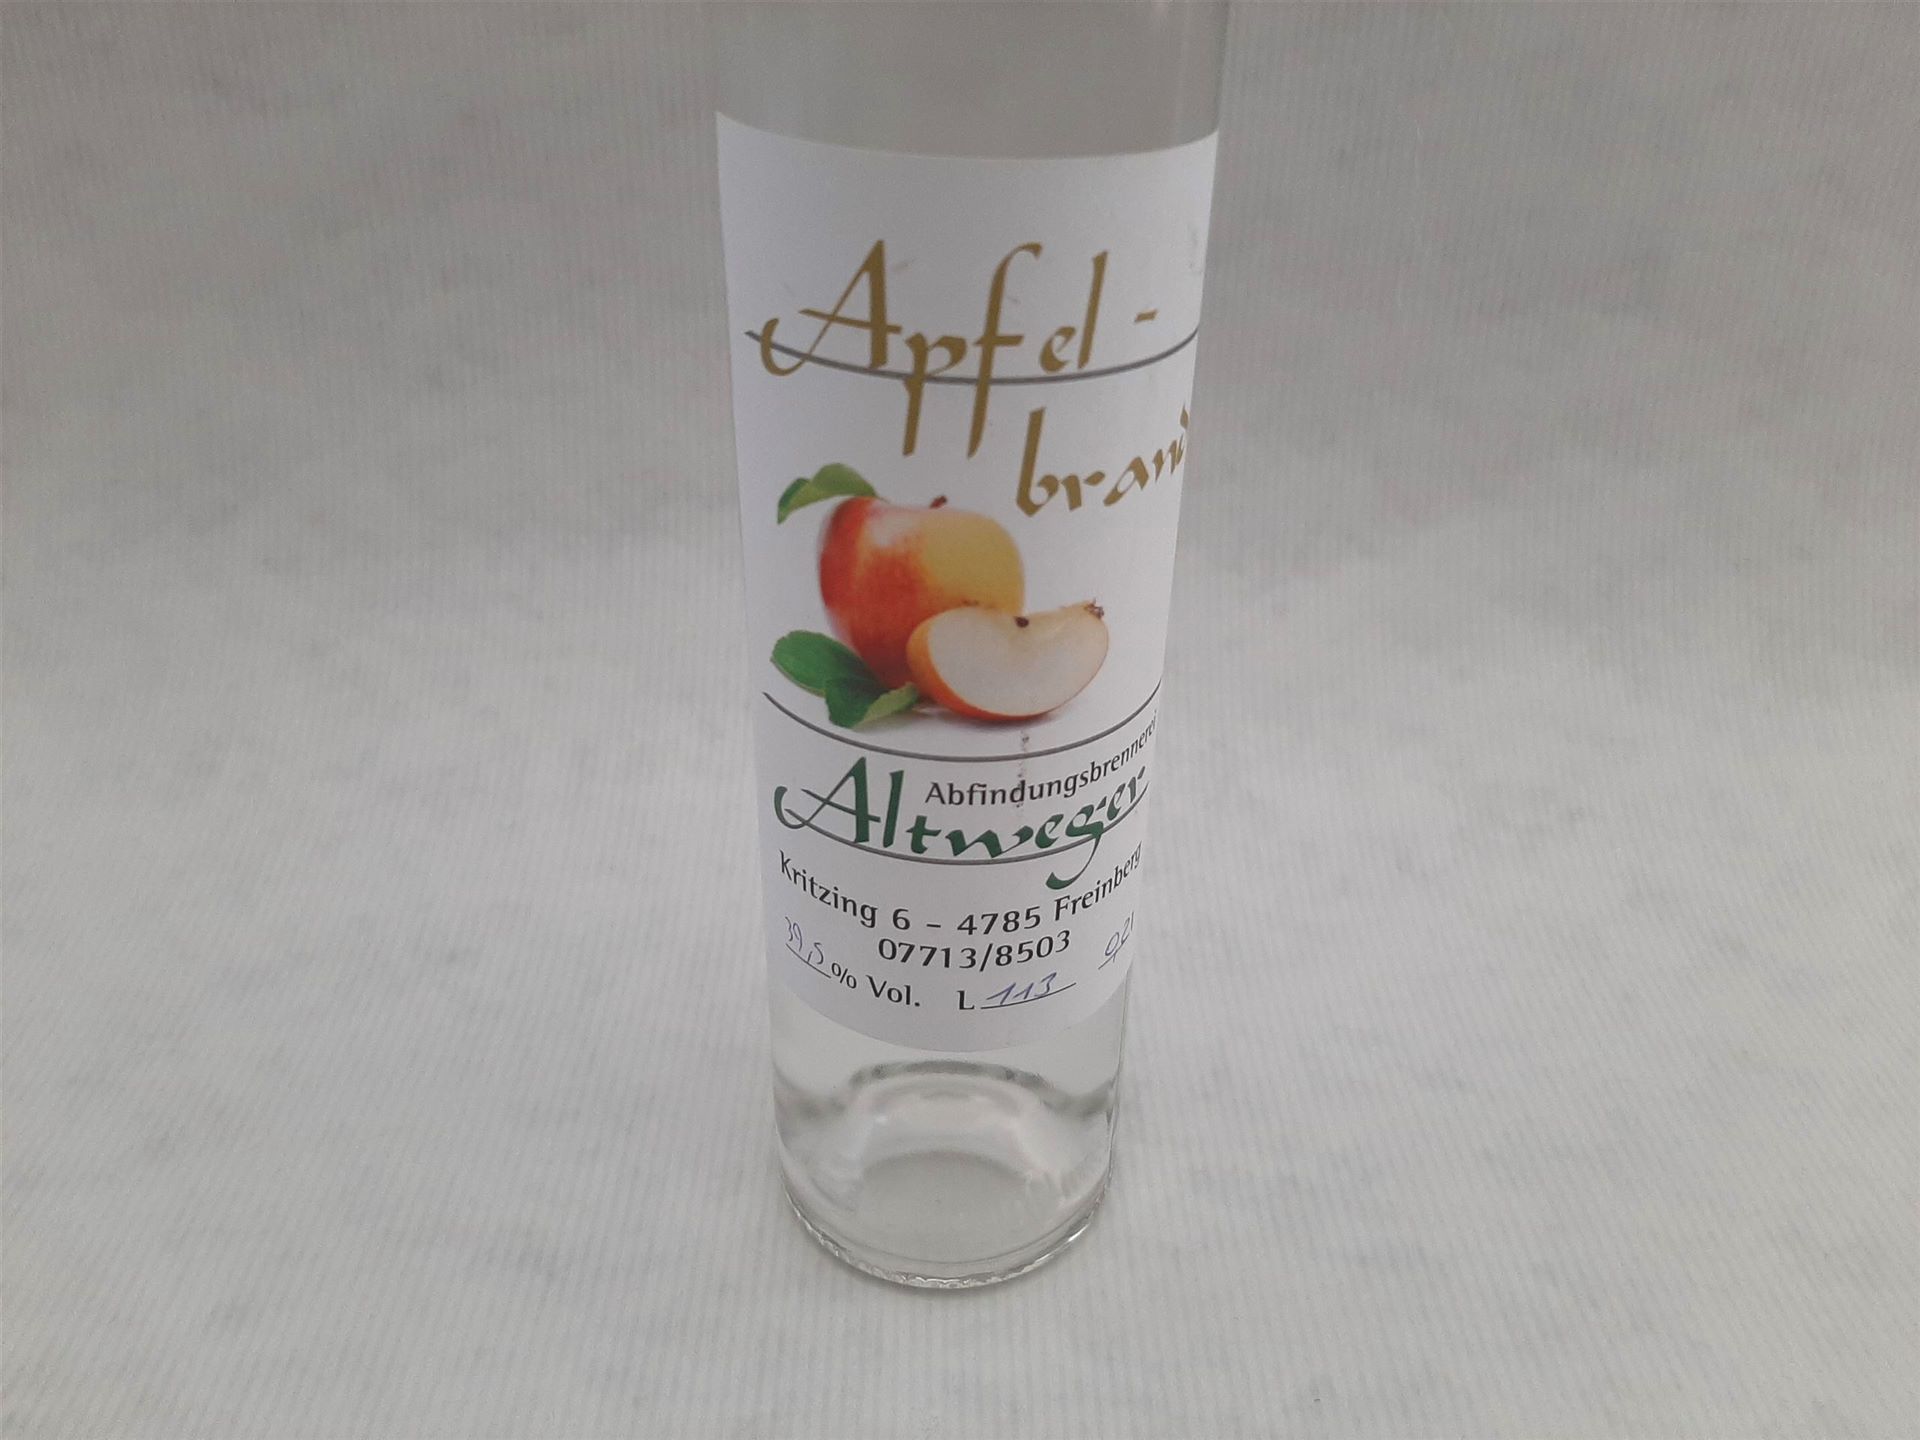 Apfel-
brand
Abfindungsbrennerei
Altweger
Kritzing 6 - 4785 Freinberg
07713/8503
39,5 % Vol. L 113 0,2l